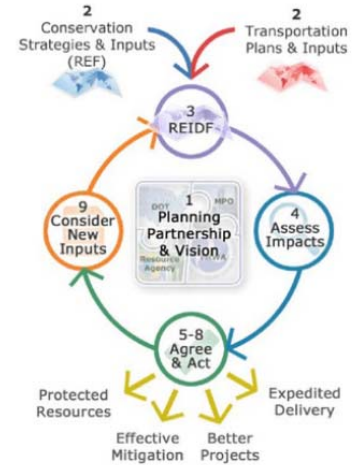 2
Conservation
Strategies & Inputs
(REF)
2
Transportation
Plans & Inputs
3
REIDF
1
Planning
Partnership
& Vision
DOT
MPO
Resource
Agency
4
Assess
Impacts
9
Consider
New
Inputs
5-8
Agree
& Act
Protected
Resources
Effective
Mitigation
Better
Projects
Expedited
Delivery